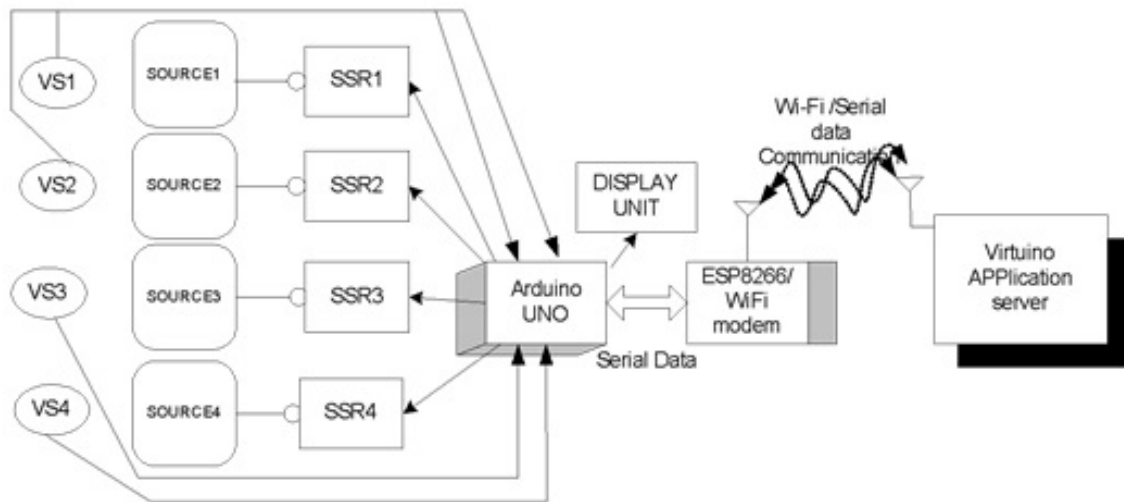 VS1
SOURCE1
SSR1
VS2
SOURCE2
SSR2
VS3
SOURCE3
SSR3
VS4
SOURCE4
SSR4
Arduino
UNO
DISPLAY
UNIT
Serial Data
ESP8266/
WiFi
modem
Wi-Fi /Serial
data
Communication
Virtuino
APPlication
server